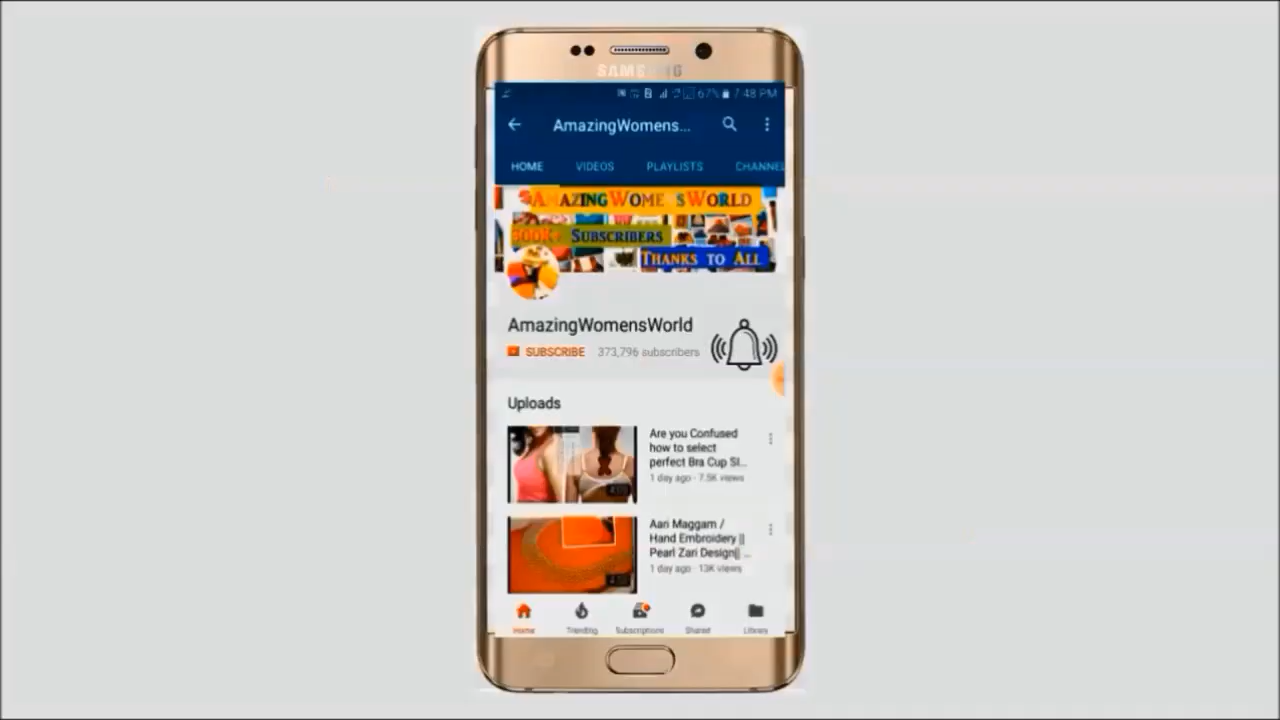 SAMSUNG
67% 7:48 PM
AmazingWomens...
HOME VIDEOS PLAYLISTS CHANNEL
AMAZINGWOMENSWORLD
300K+ SUBSCRIBERS
THANKS TO ALL
AmazingWomensWorld
SUBSCRIBE 373,796 subscribers
Uploads
Are you Confused
how to select
perfect Bra Cup SI...
1 day ago · 7.5K views
Aari Maggam /
Hand Embroidery ||
Pearl Zari Design|| ...
1 day ago · 13K views
Home Trending Subscriptions Shared Library